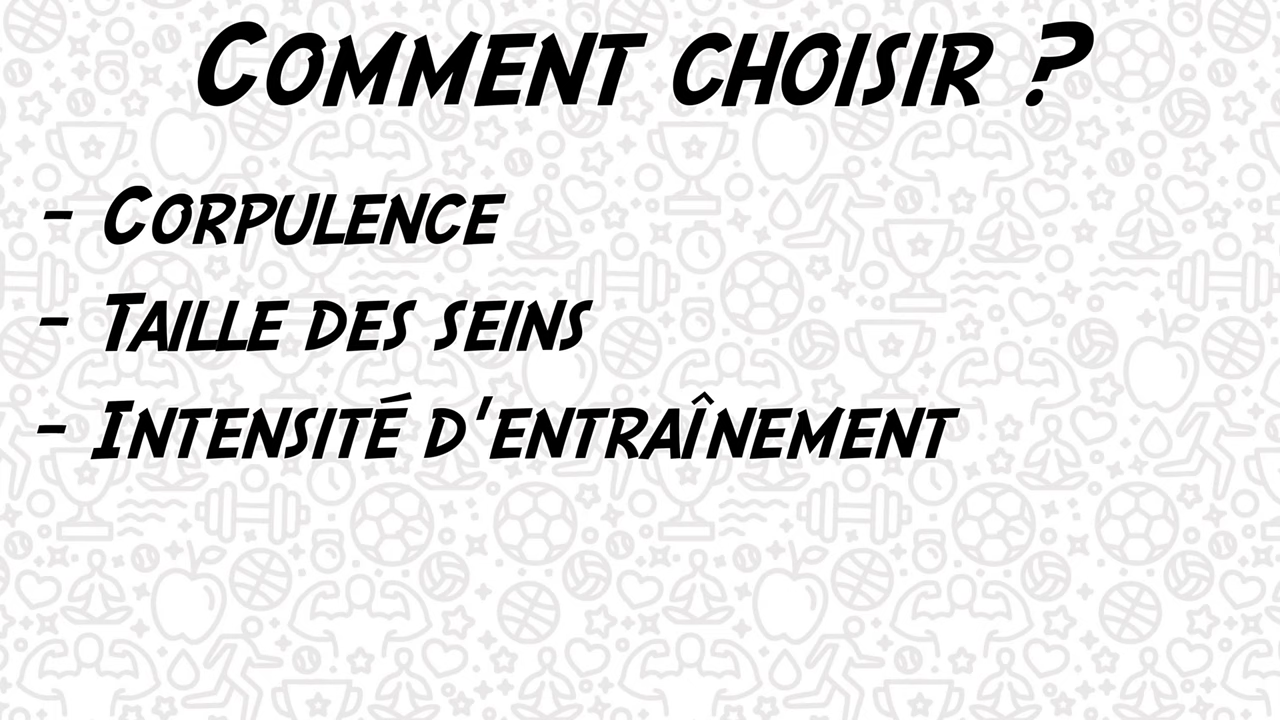 Comment choisir ?
- Corpulence
- Taille des seins
- Intensité d'entraînement